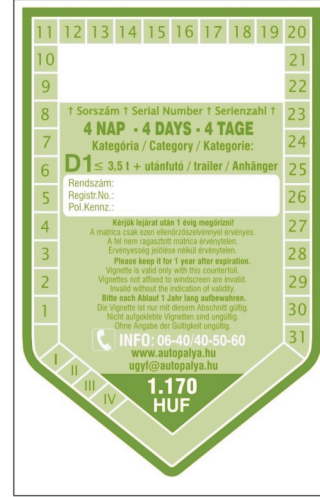 11 12 13 14 15 16 17 18 19 20
10 21
9 22
8 23
↑ Sorszám ↑ Serial Number ↑ Serienzahl ↑
4 NAP · 4 DAYS · 4 TAGE
7 24
Kategória / Category / Kategorie:
D1 ≤ 3,5 t + utánfutó / trailer / Anhänger
6 25
Rendszám:
5 Registr.No.: 26
Pol.Kennz.:
4 27
Kérjük lejárat után 1 évig megőrizni!
A matrica csak ezen ellenőrzőszelvénnyel érvényes.
A fel nem ragasztott matrica érvénytelen.
Érvényesség jelölése nélkül érvénytelen.
3 28
Please keep it for 1 year after expiration.
Vignette is valid only with this counterfoil.
Vignettes not affixed to windscreen are invalid.
2 29
Invalid without the indication of validity.
Bitte nach Ablauf 1 Jahr lang aufbewahren.
Die Vignette ist nur mit diesem Abschnitt gültig.
1 30
Nicht aufgeklebte Vignetten sind ungültig.
Ohne Angabe der Gültigkeit ungültig.
31
INFO: 06-40/40-50-60
www.autopalya.hu
ugyf@autopalya.hu
I II III IV
1.170
HUF